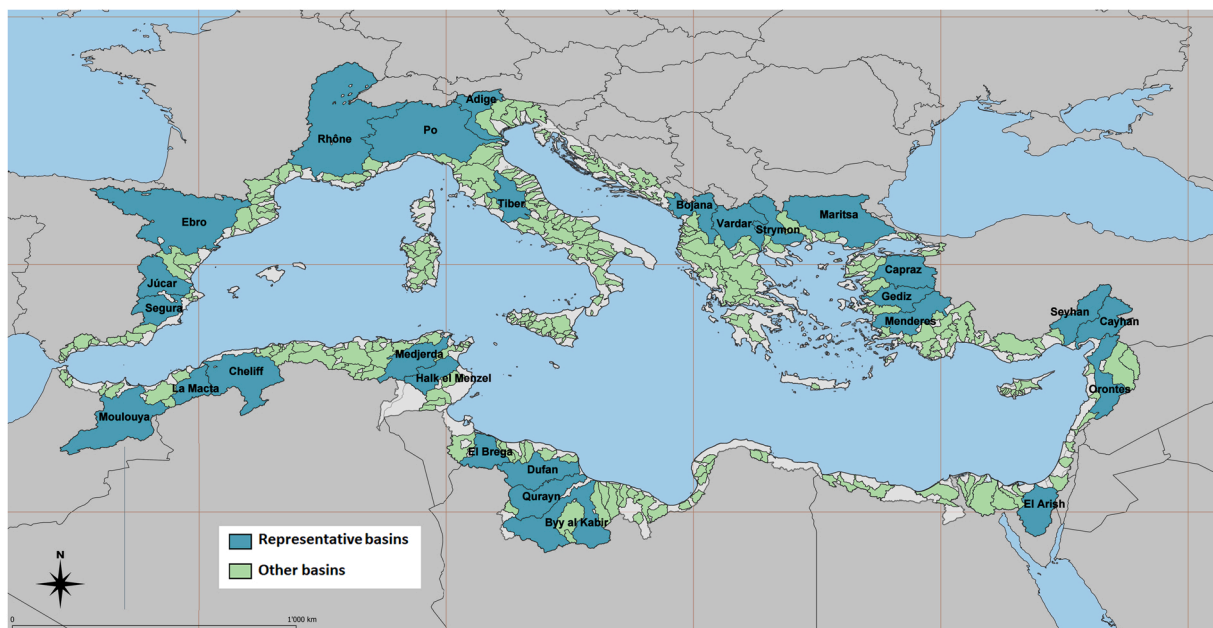 Adige
Rhône
Po
Tiber
Ebro
Bojana
Vardar
Strymon
Maritsa
Júcar
Segura
Capraz
Gediz
Menderes
Seyhan
Cayhan
Orontes
Medjerda
Halk el Menzel
Cheliff
La Macta
Moulouya
El Brega
Dufan
Qurayn
Byy al Kabir
El Arish
Representative basins
Other basins
N
0
1'000 km